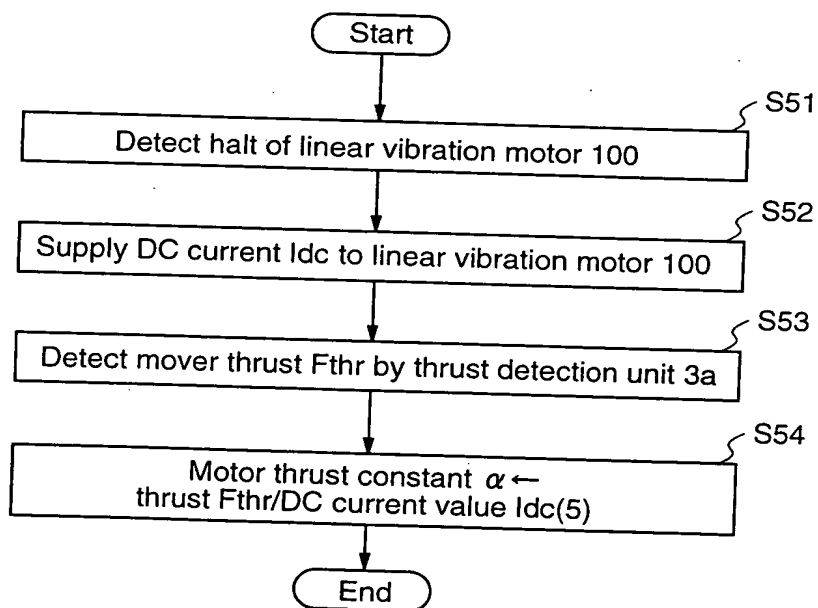 Start
S51
Detect halt of linear vibration motor 100
S52
Supply DC current Idc to linear vibration motor 100
S53
Detect mover thrust Fthr by thrust detection unit 3a
S54
Motor thrust constant α ←
thrust Fthr/DC current value Idc(5)
End